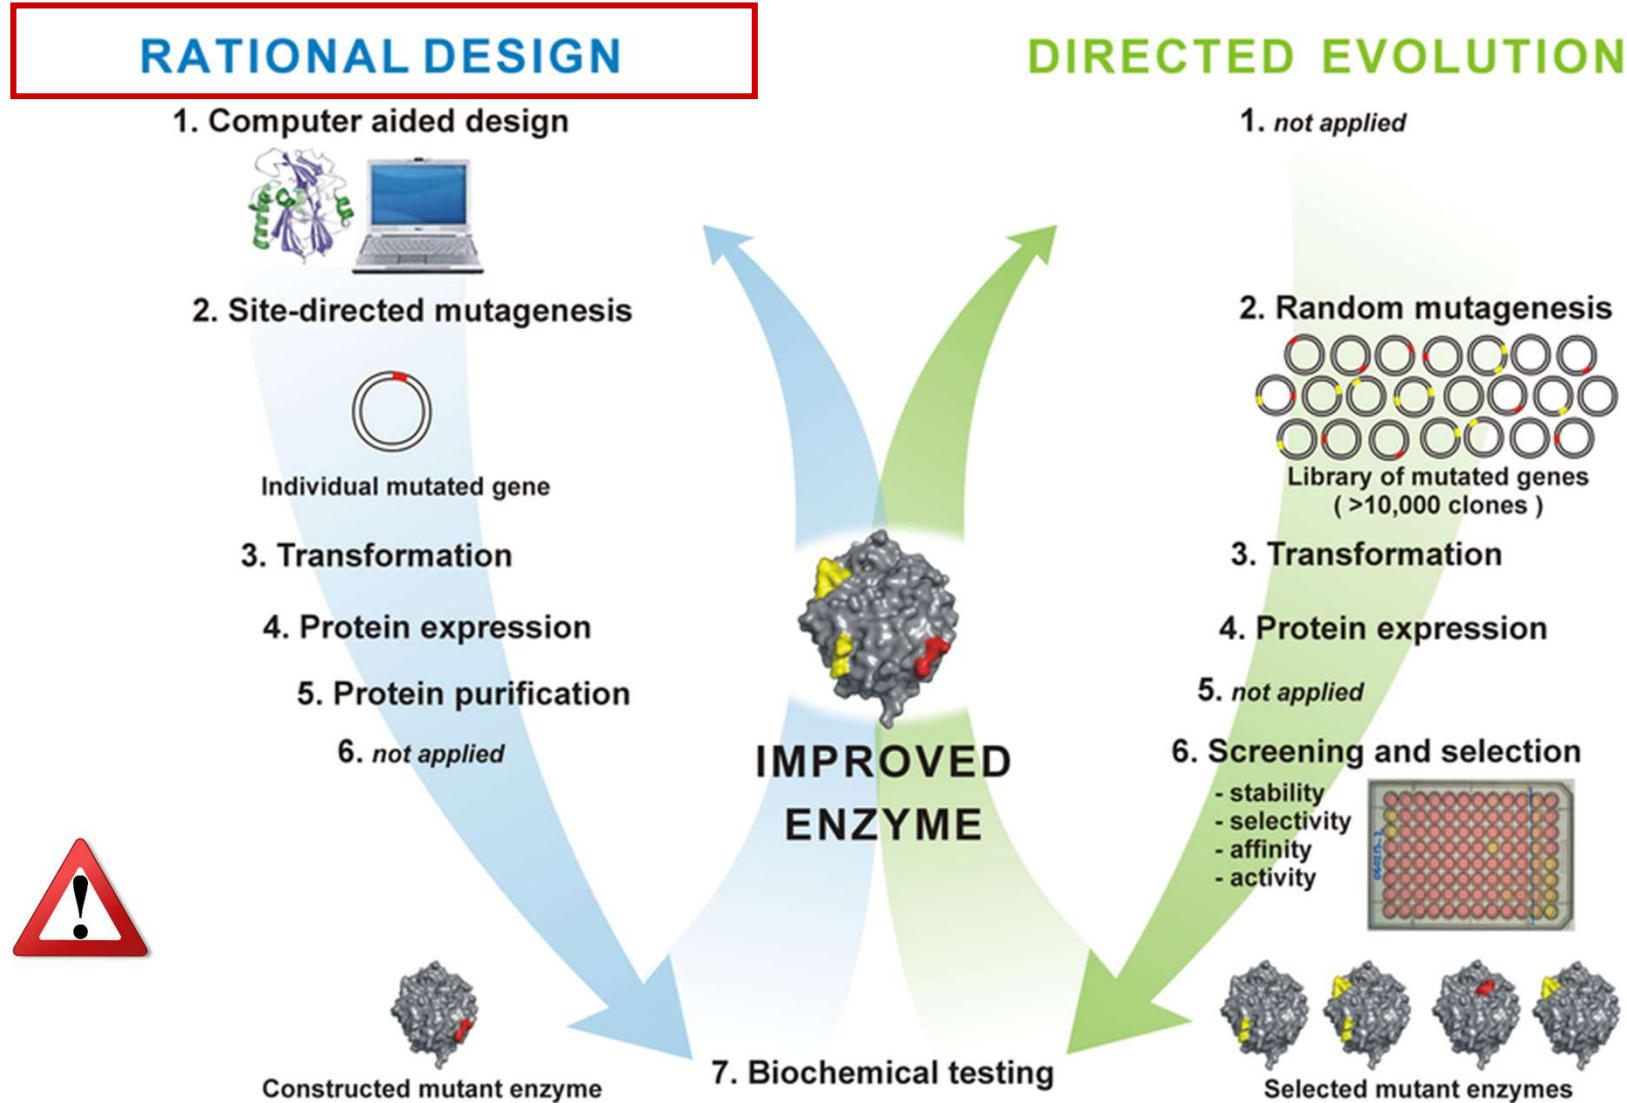 RATIONAL DESIGN
1. Computer aided design
2. Site-directed mutagenesis
Individual mutated gene
3. Transformation
4. Protein expression
5. Protein purification
6. not applied
Constructed mutant enzyme
IMPROVED
ENZYME
7. Biochemical testing
DIRECTED EVOLUTION
1. not applied
2. Random mutagenesis
Library of mutated genes
( >10,000 clones )
3. Transformation
4. Protein expression
5. not applied
6. Screening and selection
- stability
- selectivity
- affinity
- activity
Selected mutant enzymes